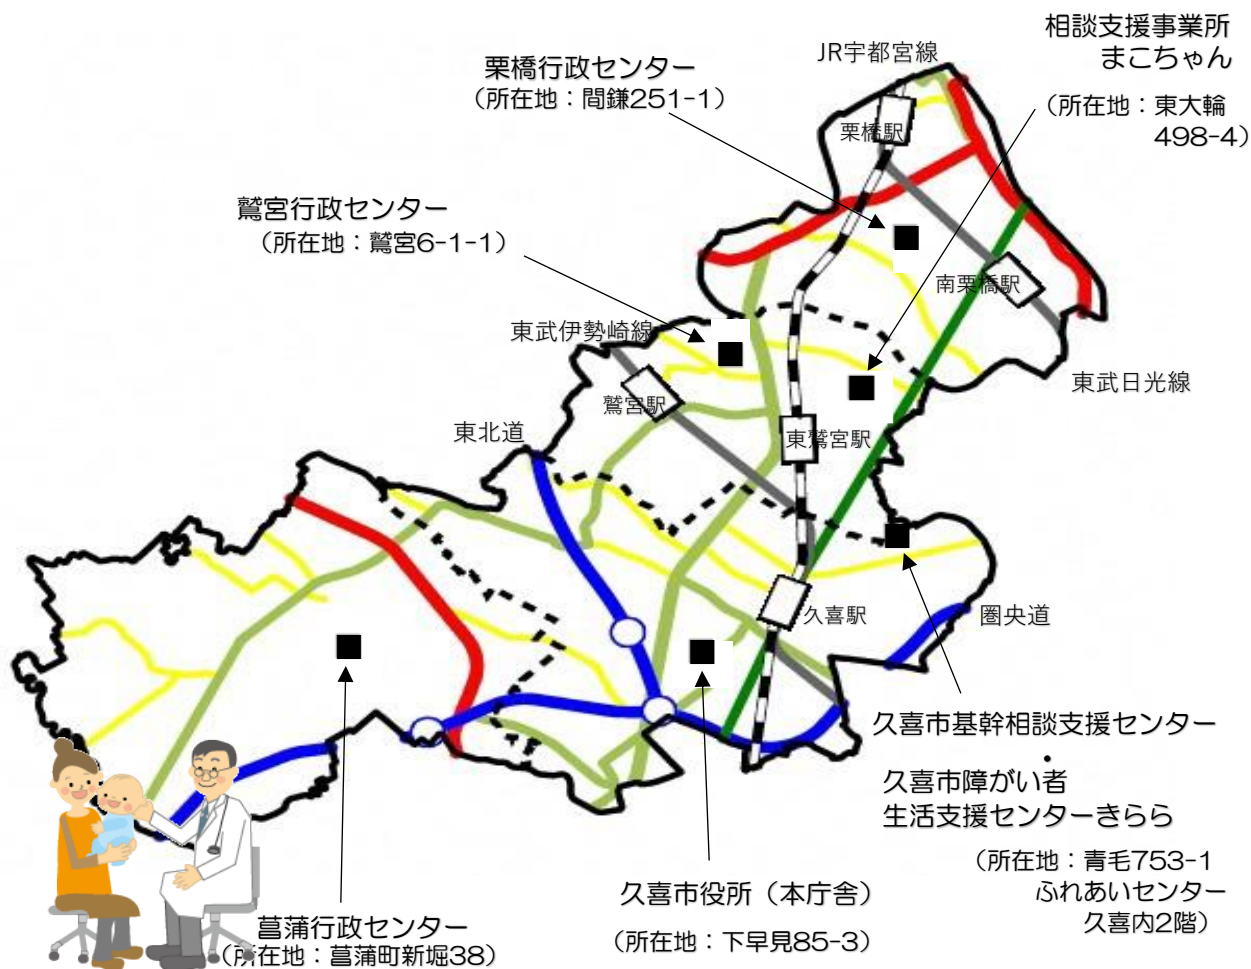 相談支援事業所
まこちゃん
（所在地：東大輪
498-4）
JR宇都宮線
栗橋行政センター
（所在地：間鎌251-1）
栗橋駅
鷲宮行政センター
（所在地：鷲宮6-1-1）
南栗橋駅
東武伊勢崎線
東武日光線
鷲宮駅
東鷲宮駅
東北道
久喜駅
圏央道
久喜市基幹相談支援センター
・
久喜市障がい者
生活支援センターきらら
（所在地：青毛753-1
ふれあいセンター
久喜内2階）
久喜市役所（本庁舎）
（所在地：下早見85-3）
菖蒲行政センター
（所在地：菖蒲町新堀38）